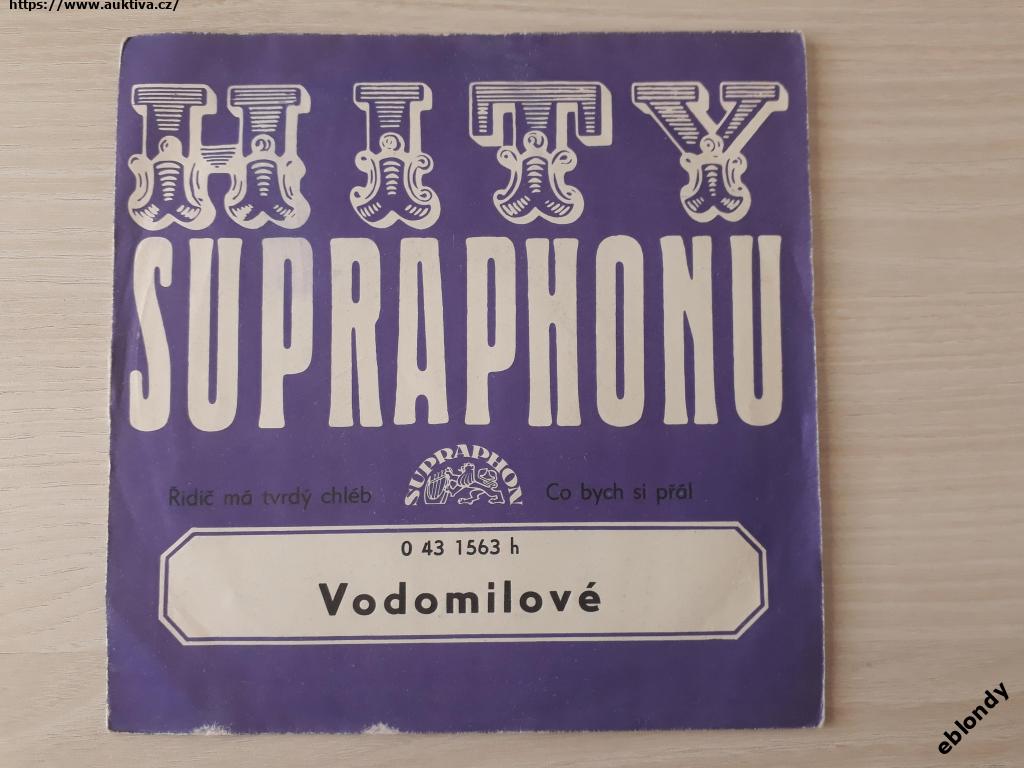 https://www.auktiva.cz/
HITY
SUPRAPHONU
SUPRAPHON
Řidič má tvrdý chléb
Co bych si přál
0 43 1563 h
Vodomilové
eblondy